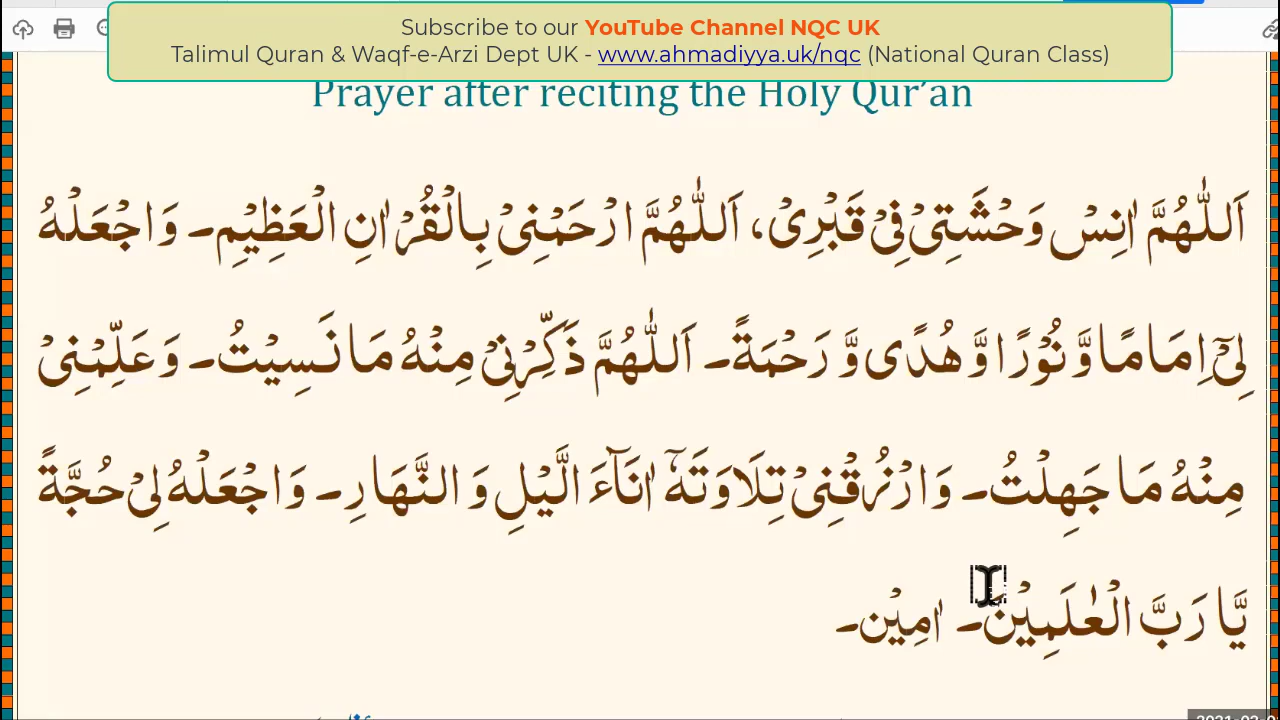 Subscribe to our YouTube Channel NQC UK
Talimul Quran & Waqf-e-Arzi Dept UK - www.ahmadiyya.uk/nqc (National Quran Class)
Prayer after reciting the Holy Qur’an
اَللّٰهُمَّ اٰنِسْ وَحْشَتِیْ فِیْ قَبْرِیْ، اَللّٰهُمَّ ارْحَمْنِیْ بِالْقُرْاٰنِ الْعَظِیْمِ۔ وَاجْعَلْهُ
لِیْٓ اِمَامًا وَّ نُوْرًا وَّ هُدًی وَّ رَحْمَةً۔ اَللّٰهُمَّ ذَكِّرْنِیْ مِنْهُ مَا نَسِیْتُ۔ وَ عَلِّمْنِیْ
مِنْهُ مَا جَهِلْتُ۔ وَارْزُقْنِیْ تِلَاوَتَهٗٓ اٰنَآءَ الَّیْلِ وَ النَّهَارِ۔ وَاجْعَلْهُ لِیْ حُجَّةً
یَّا رَبَّ الْعٰلَمِیْنَ۔ اٰمِیْن۔